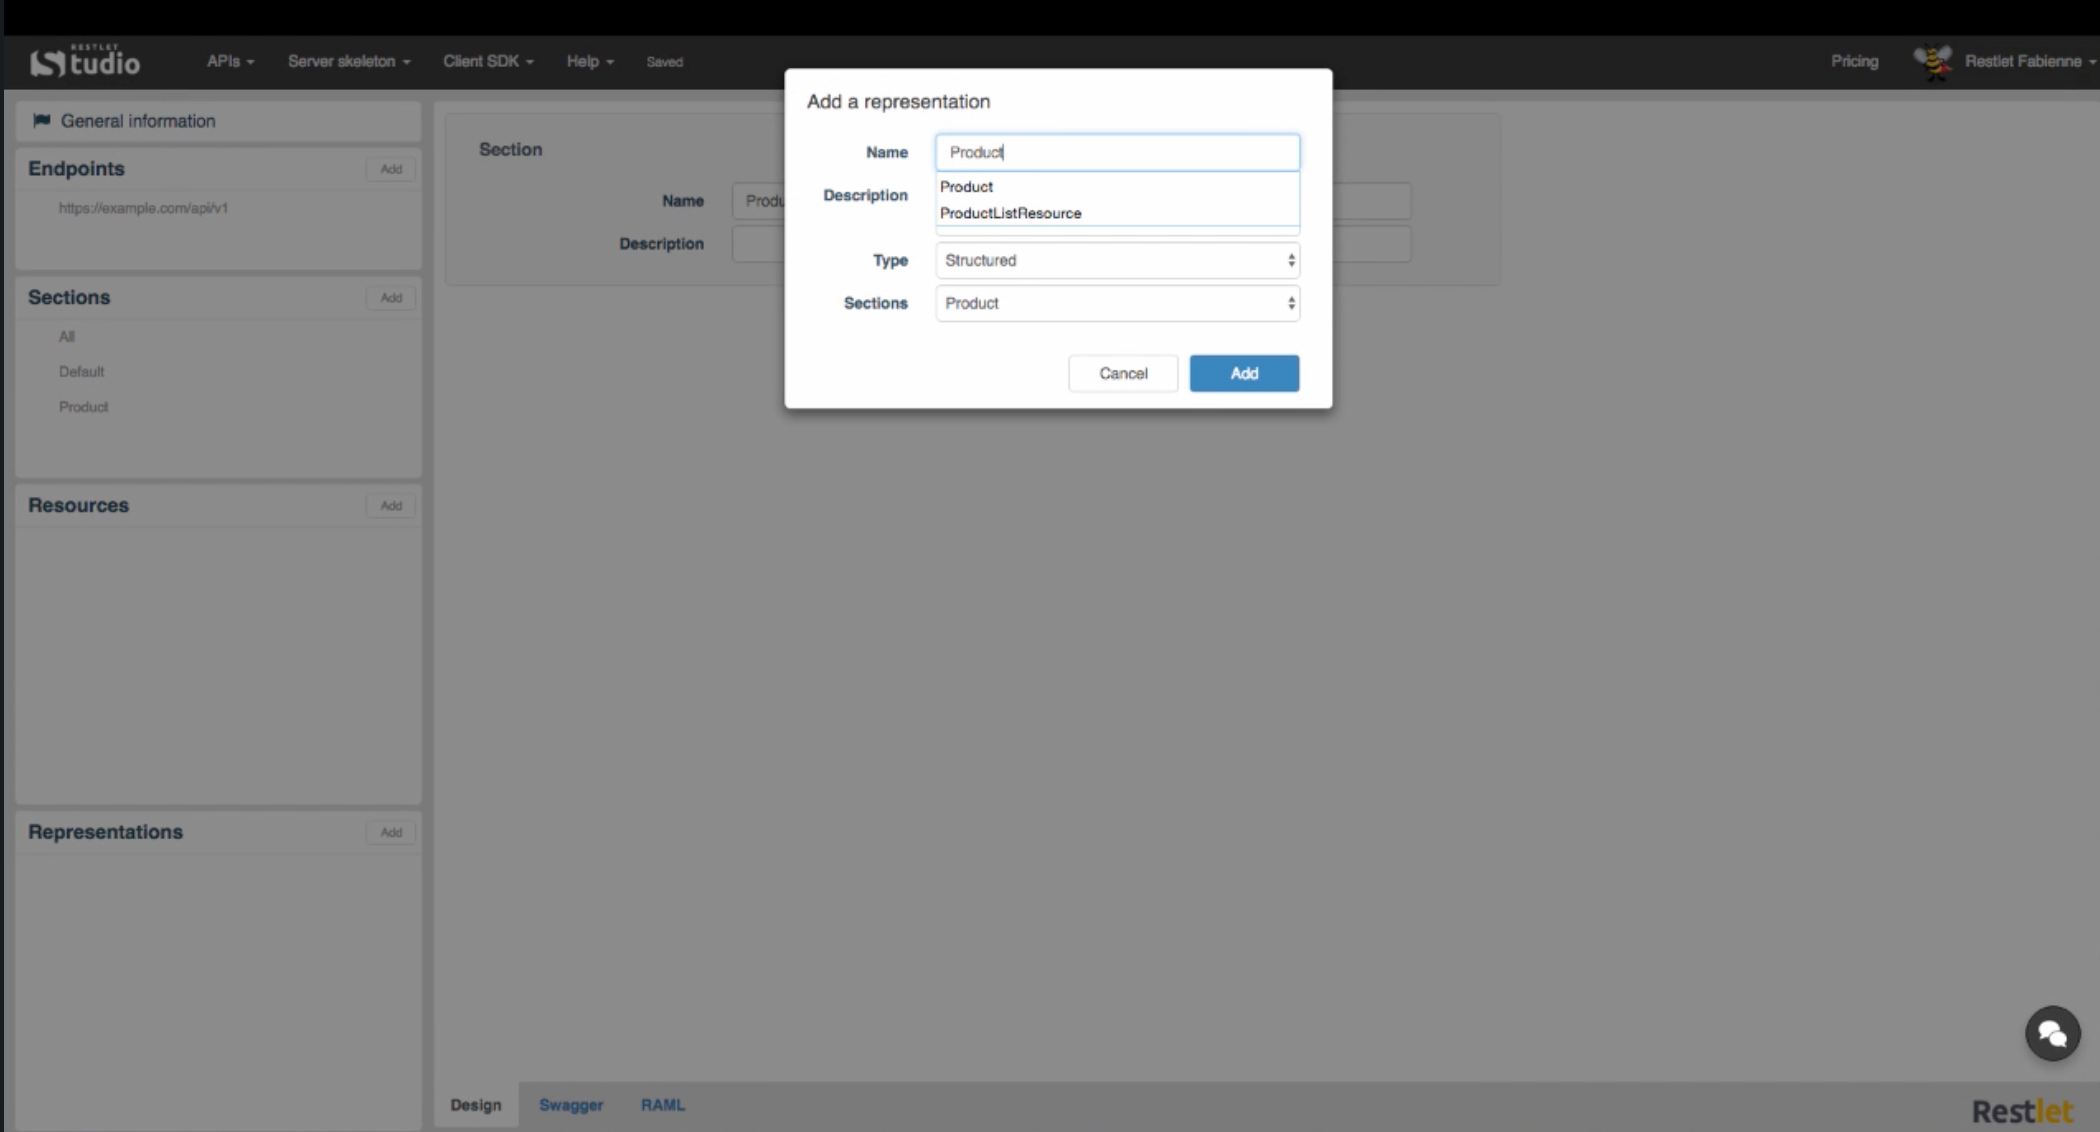 RESTLET
Studio
APIs
Server skeleton
Client SDK
Help
Saved
Pricing
Restlet Fabienne
General information
Endpoints
Add
https://example.com/api/v1
Sections
Add
All
Default
Product
Resources
Add
Representations
Add
Section
Name
Produ
Description
Add a representation
Name
Product
Product
ProductListResource
Description
Type
Structured
Sections
Product
Cancel
Add
Design
Swagger
RAML
Restlet